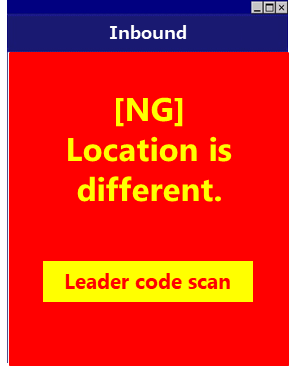 Inbound
[NG]
Location is
different.
Leader code scan